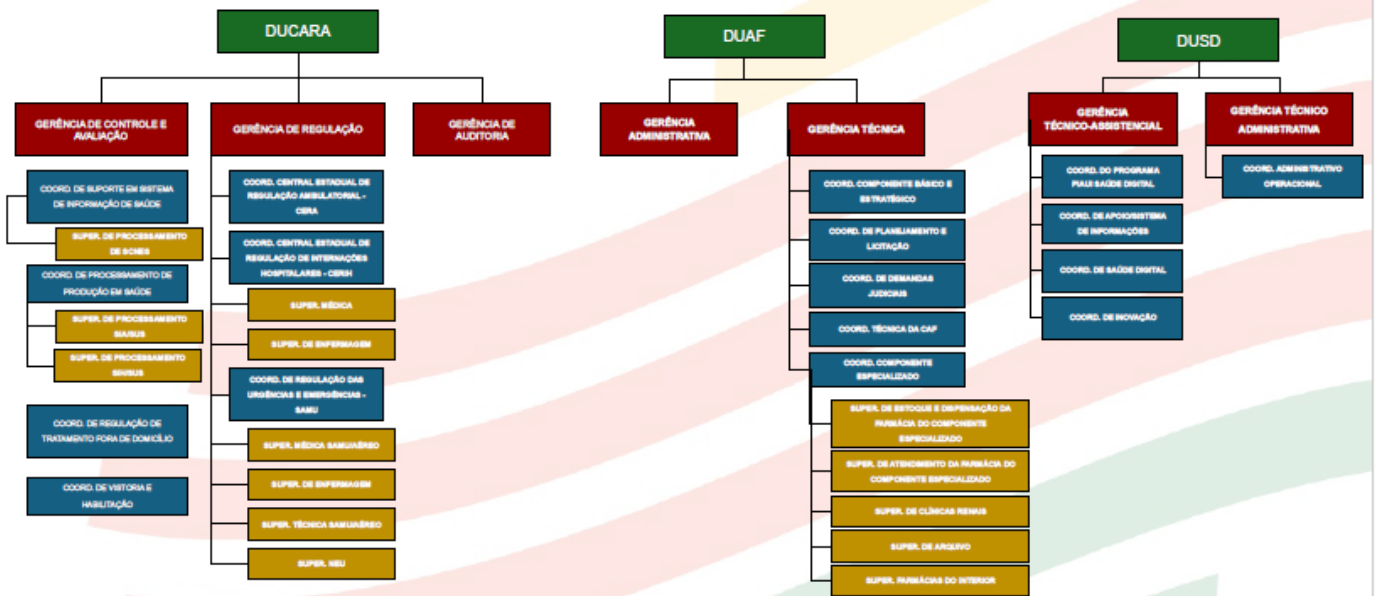 DUCARA
GERÊNCIA DE CONTROLE E
AVALIAÇÃO
COORD. DE SUPORTE EM SISTEMA
DE INFORMAÇÃO DE SAÚDE
SUPER. DE PROCESSAMENTO
DE SCNES
COORD. DE PROCESSAMENTO DE
PRODUÇÃO EM SAÚDE
SUPER. DE PROCESSAMENTO
SIA/SUS
SUPER. DE PROCESSAMENTO
SIH/SUS
COORD. DE REGULAÇÃO DE
TRATAMENTO FORA DE DOMICÍLIO
COORD. DE VISTORIA E
HABILITAÇÃO
GERÊNCIA DE REGULAÇÃO
COORD. CENTRAL ESTADUAL DE
REGULAÇÃO AMBULATORIAL -
CERA
COORD. CENTRAL ESTADUAL DE
REGULAÇÃO DE INTERNAÇÕES
HOSPITALARES - CERIH
SUPER. MÉDICA
SUPER. DE ENFERMAGEM
COORD. DE REGULAÇÃO DAS
URGÊNCIAS E EMERGÊNCIAS -
SAMU
SUPER. MÉDICA SAMU/AÉREO
SUPER. DE ENFERMAGEM
SUPER. TÉCNICA SAMU/AÉREO
SUPER. NEU
GERÊNCIA DE
AUDITORIA
DUAF
GERÊNCIA
ADMINISTRATIVA
GERÊNCIA TÉCNICA
COORD. COMPONENTE BÁSICO E
ESTRATÉGICO
COORD. DE PLANEJAMENTO E
LICITAÇÃO
COORD. DE DEMANDAS
JUDICIAIS
COORD. TÉCNICA DA CAF
COORD. COMPONENTE
ESPECIALIZADO
SUPER. DE ESTOQUE E DISPENSAÇÃO DA
FARMÁCIA DO COMPONENTE
ESPECIALIZADO
SUPER. DE ATENDIMENTO DA FARMÁCIA DO
COMPONENTE ESPECIALIZADO
SUPER. DE CLÍNICAS RENAIS
SUPER. DE ARQUIVO
SUPER. FARMÁCIAS DO INTERIOR
DUSD
GERÊNCIA
TÉCNICO-ASSISTENCIAL
COORD. DO PROGRAMA
PIAUI SAÚDE DIGITAL
COORD. DE APOIO/SISTEMA
DE INFORMAÇÕES
COORD. DE SAÚDE DIGITAL
COORD. DE INOVAÇÃO
GERÊNCIA TÉCNICO
ADMINISTRATIVA
COORD. ADMINISTRATIVO
OPERACIONAL